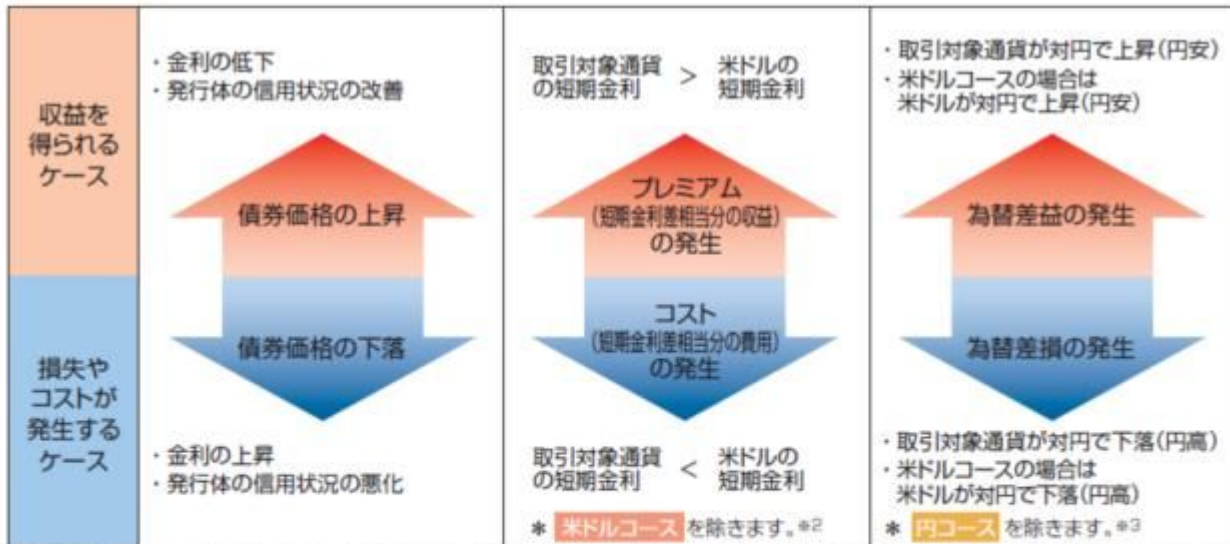 収益を
得られる
ケース
・金利の低下
・発行体の信用状況の改善
債券価格の上昇
取引対象通貨
の短期金利
>
米ドルの
短期金利
プレミアム
(短期金利差相当分の収益)
の発生
・取引対象通貨が対円で上昇(円安)
・米ドルコースの場合は
米ドルが対円で上昇(円安)
為替差益の発生
損失や
コストが
発生する
ケース
債券価格の下落
・金利の上昇
・発行体の信用状況の悪化
コスト
(短期金利差相当分の費用)
の発生
取引対象通貨
の短期金利
<
米ドルの
短期金利
* 米ドルコース を除きます。※2
為替差損の発生
・取引対象通貨が対円で下落(円高)
・米ドルコースの場合は
米ドルが対円で下落(円高)
* 円コース を除きます。※3